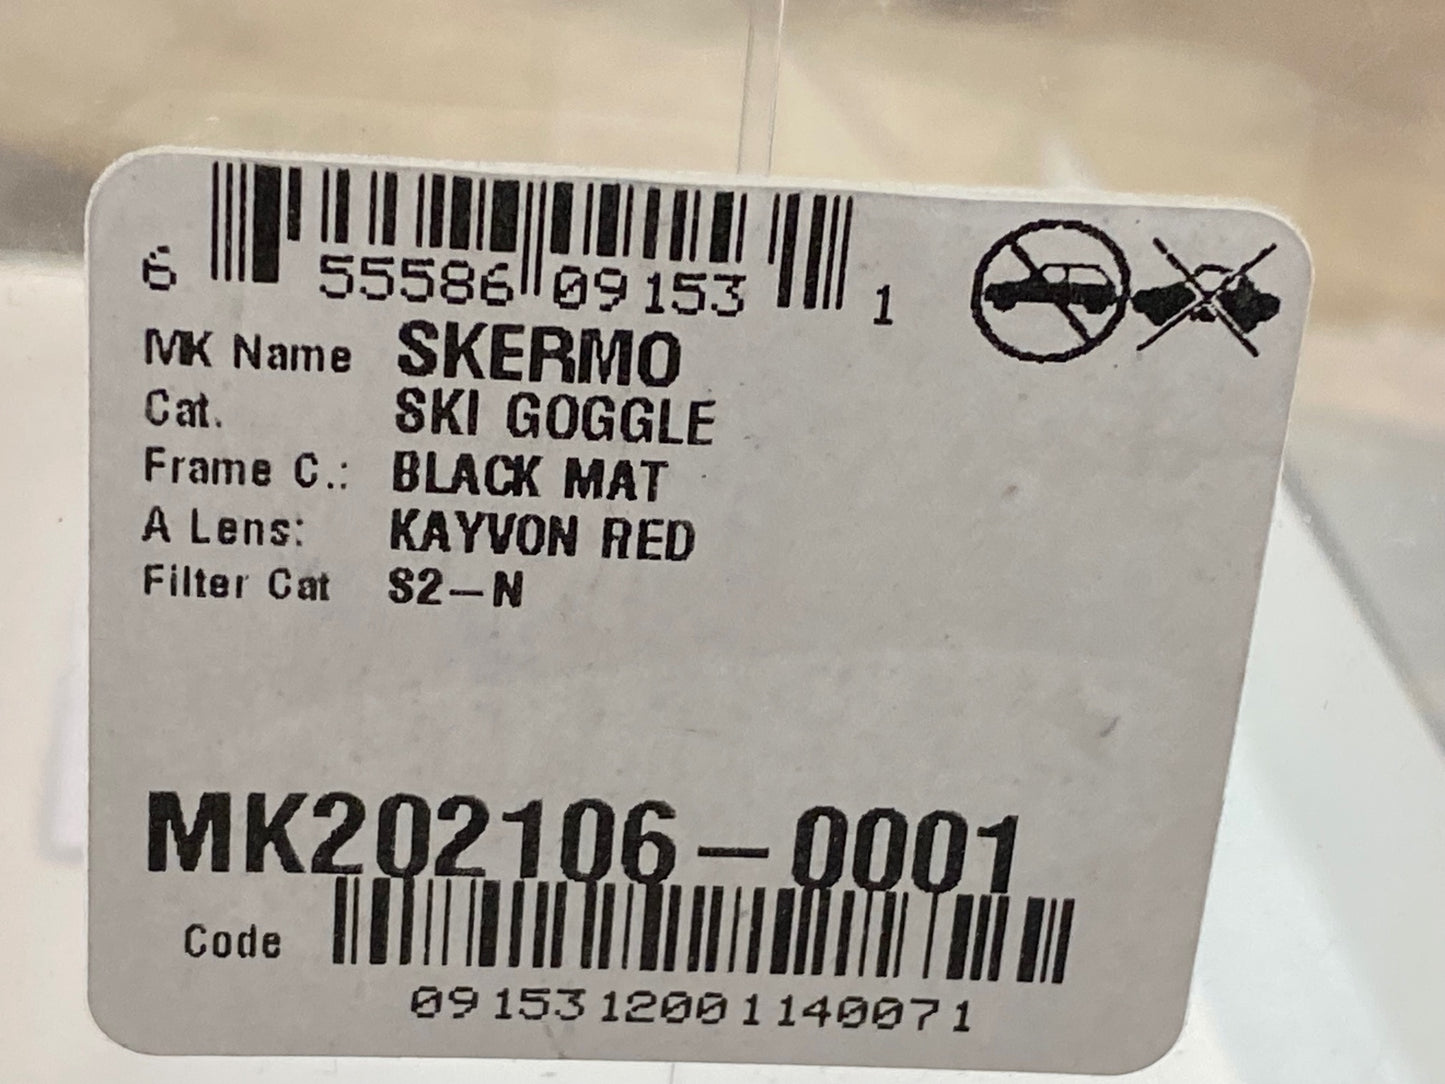 6 55586 09153 1
MK Name SKERMO
Cat. SKI GOGGLE
Frame C.: BLACK MAT
A Lens: KAYVON RED
Filter Cat S2-N
MK202106-0001
Code
0915312001140071